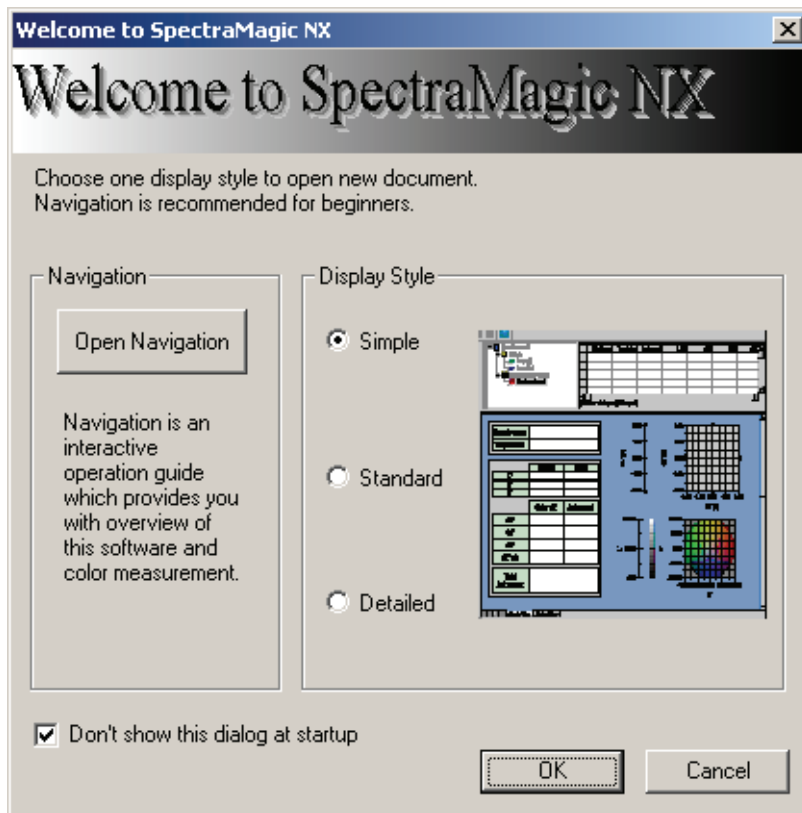 Welcome to SpectraMagic NX
Welcome to SpectraMagic NX
Choose one display style to open new document.
Navigation is recommended for beginners.
Navigation
Open Navigation
Navigation is an
interactive
operation guide
which provides you
with overview of
this software and
color measurement.
Display Style
Simple
Standard
Detailed
Don't show this dialog at startup
OK
Cancel